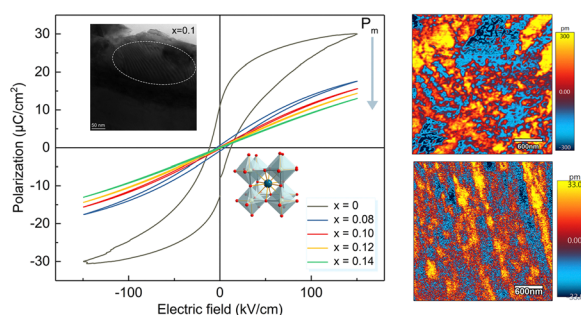 x=0.1
50 nm
P_m
Polarization (µC/cm²)
30
20
10
0
-10
-20
-30
-100
0
100
Electric field (kV/cm)
x = 0
x = 0.08
x = 0.10
x = 0.12
x = 0.14
pm
300
0.00
-300
600nm
pm
33.0
0.00
600nm